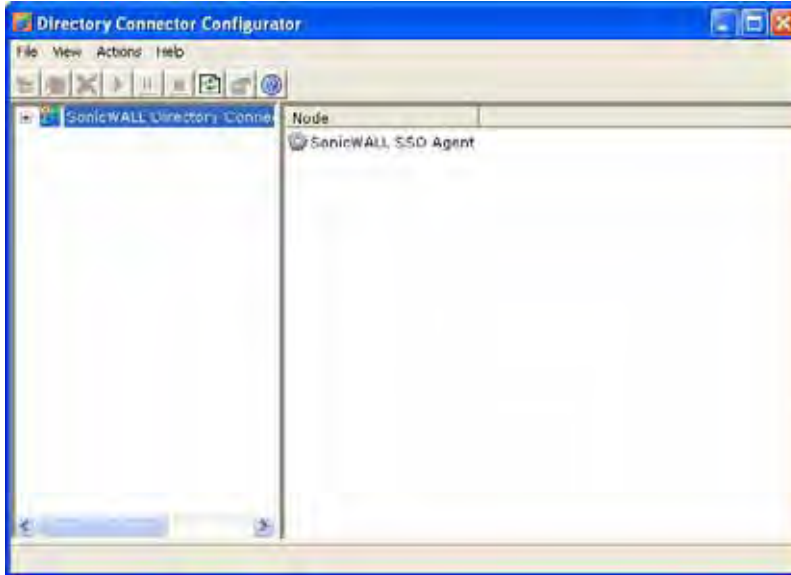 Directory Connector Configurator
File View Actions Help
SonicWALL Directory Conne
Node
SonicWALL SSO Agent